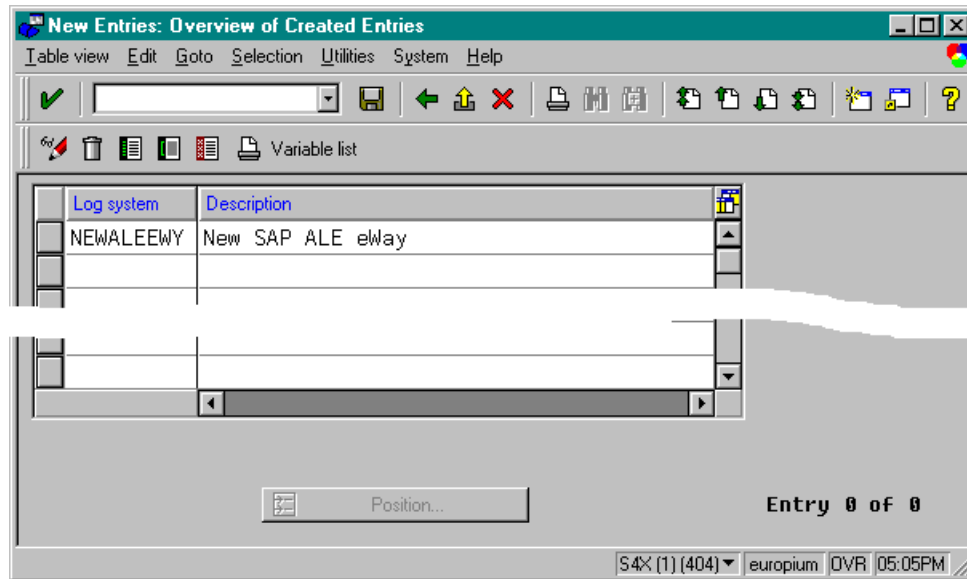 New Entries: Overview of Created Entries
Table view Edit Goto Selection Utilities System Help
Variable list
Log system Description
NEWALEEWY New SAP ALE eWay
Position...
Entry 0 of 0
S4X (1) (404) europium OVR 05:05PM